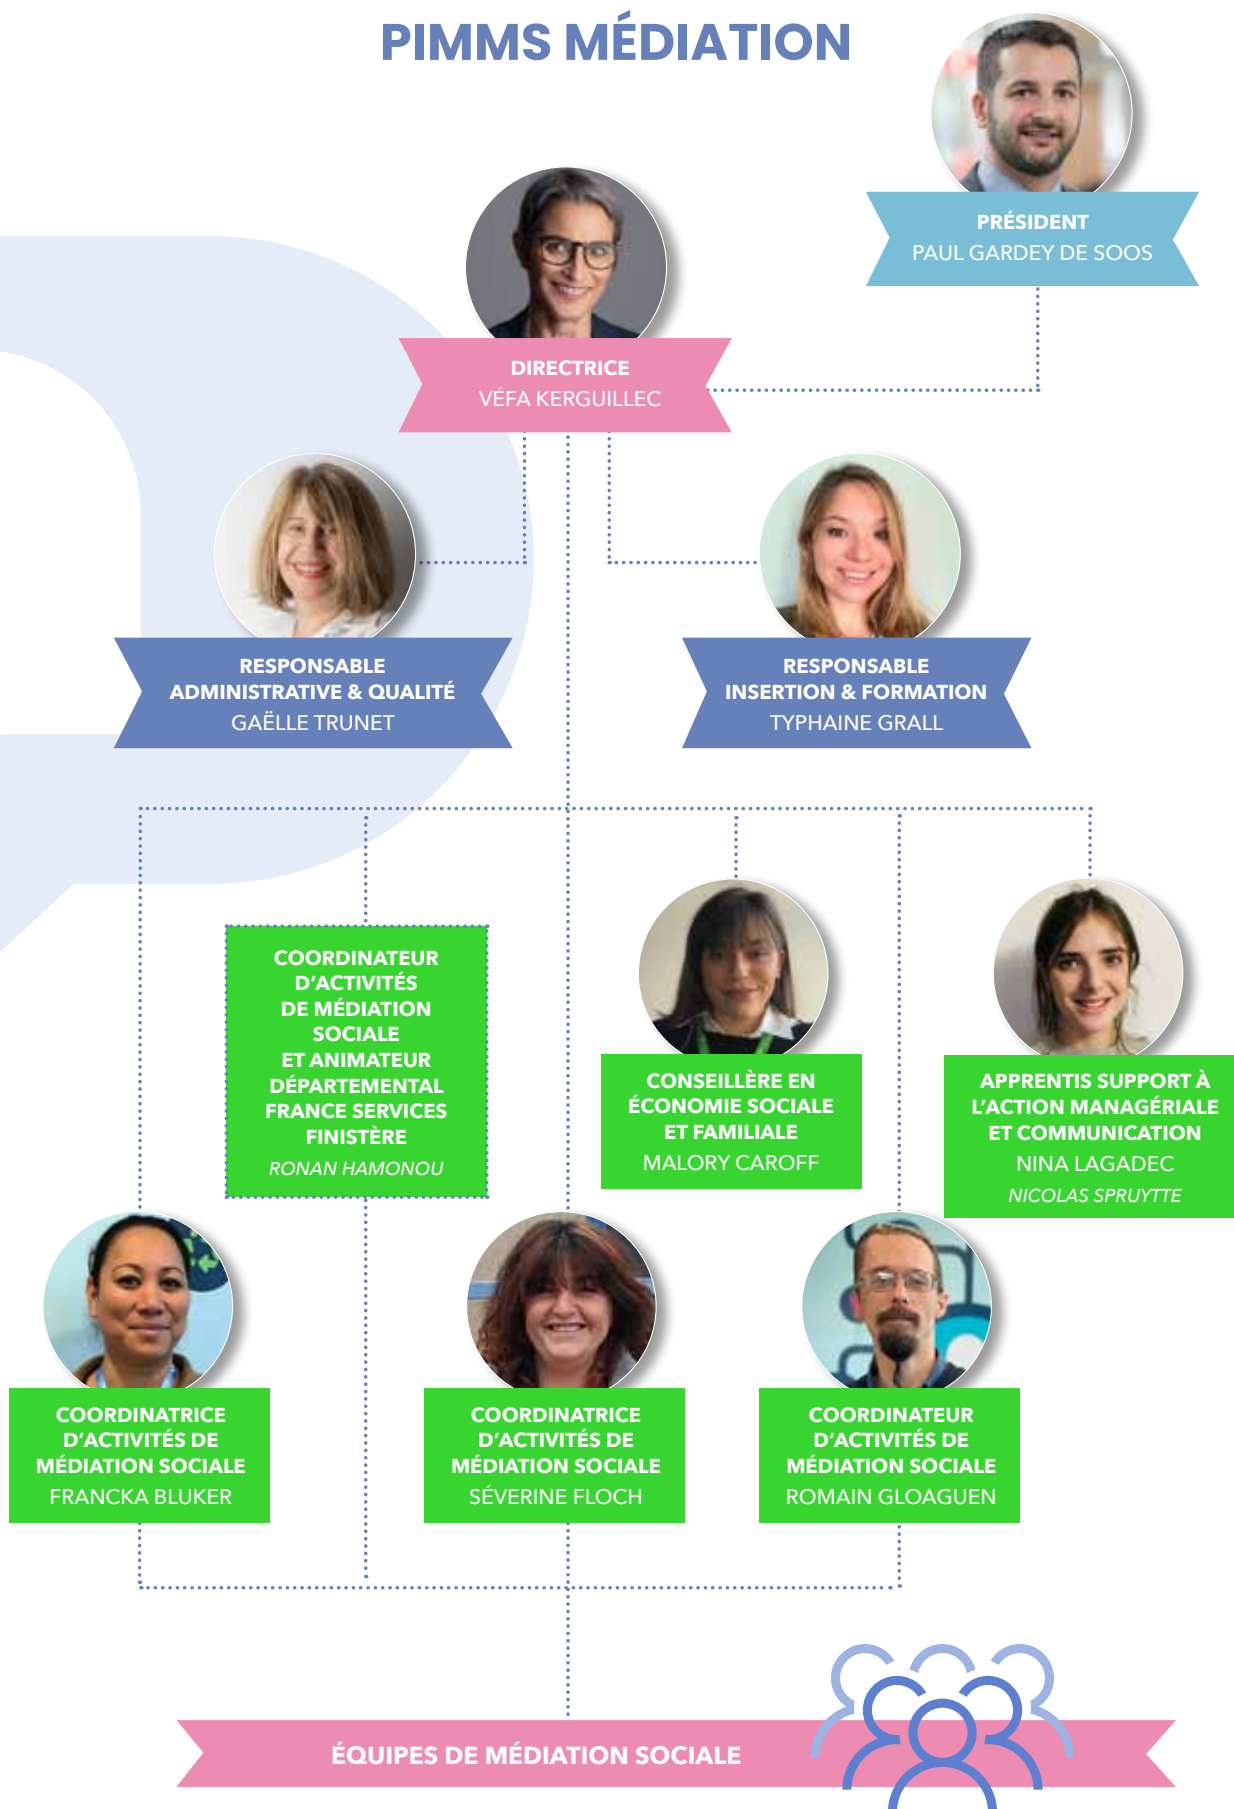 PIMMS MÉDIATION
PRÉSIDENT
PAUL GARDEY DE SOOS
DIRECTRICE
VÉFA KERGUILLEC
RESPONSABLE
ADMINISTRATIVE & QUALITÉ
GAËLLE TRUNET
RESPONSABLE
INSERTION & FORMATION
TYPHAINE GRALL
COORDINATEUR
D'ACTIVITÉS
DE MÉDIATION
SOCIALE
ET ANIMATEUR
DÉPARTEMENTAL
FRANCE SERVICES
FINISTÈRE
RONAN HAMONOU
CONSEILLÈRE EN
ÉCONOMIE SOCIALE
ET FAMILIALE
MALORY CAROFF
APPRENTIS SUPPORT À
L'ACTION MANAGÉRIALE
ET COMMUNICATION
NINA LAGADEC
NICOLAS SPRUYTTE
COORDINATRICE
D'ACTIVITÉS DE
MÉDIATION SOCIALE
FRANCKA BLUKER
COORDINATRICE
D'ACTIVITÉS DE
MÉDIATION SOCIALE
SÉVERINE FLOCH
COORDINATEUR
D'ACTIVITÉS DE
MÉDIATION SOCIALE
ROMAIN GLOAGUEN
ÉQUIPES DE MÉDIATION SOCIALE